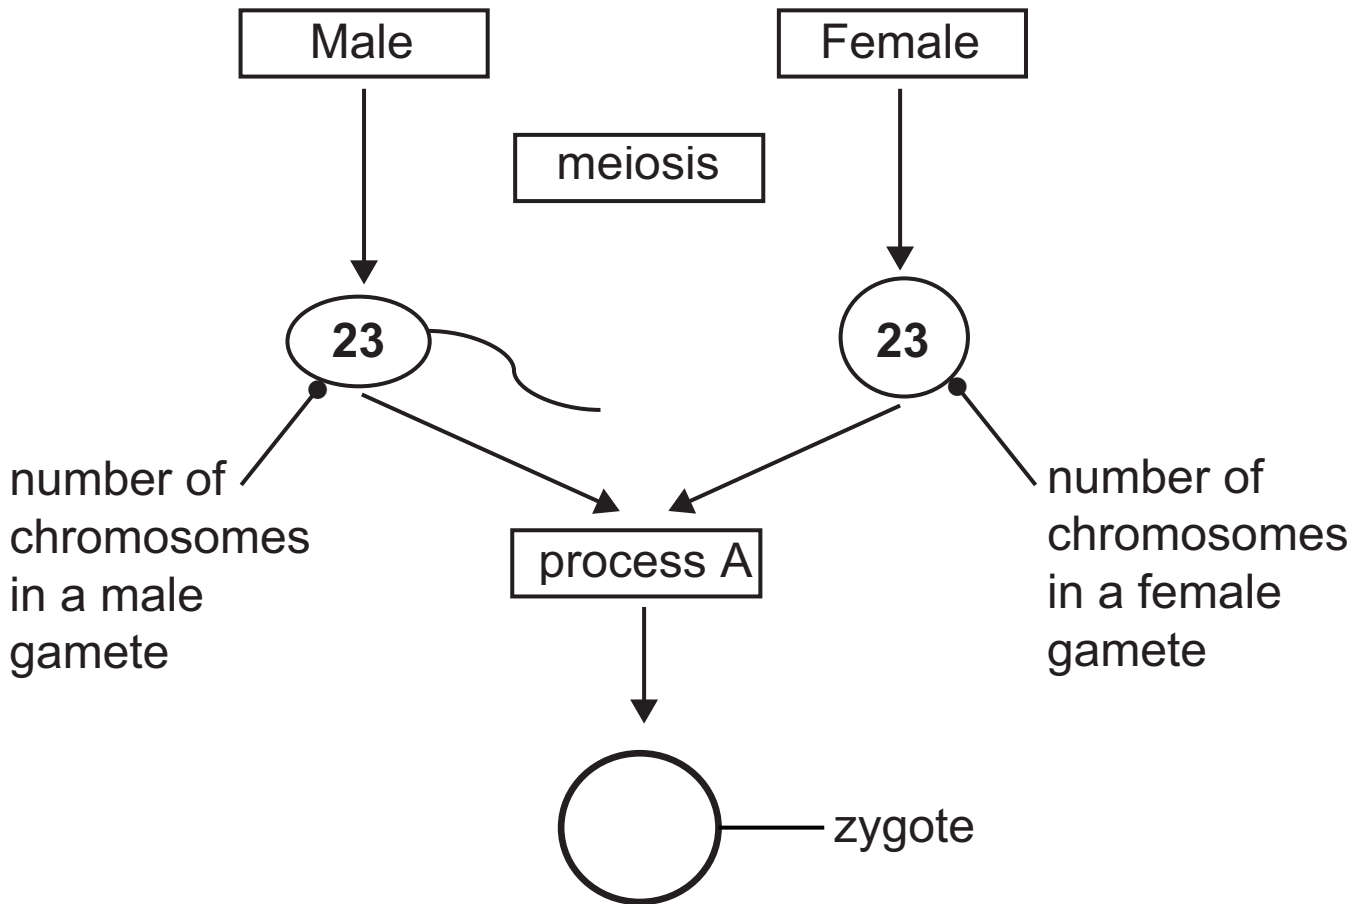 Male
Female
meiosis
23
23
number of
chromosomes
in a male
gamete
number of
chromosomes
in a female
gamete
process A
zygote